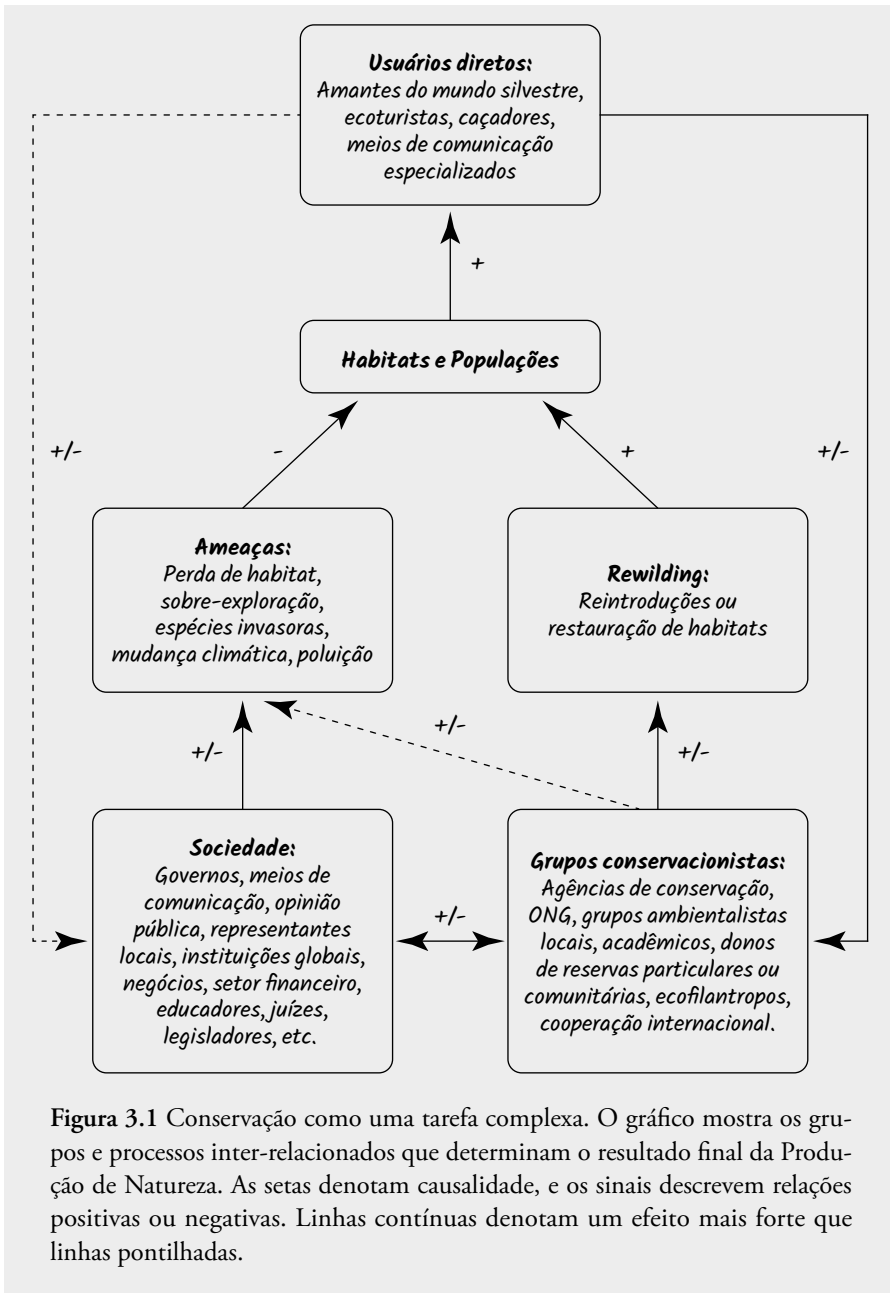 Usuários diretos:
Amantes do mundo silvestre,
ecoturistas, caçadores,
meios de comunicação
especializados
+
Habitats e Populações
+/-
-
+
+/-
Ameaças:
Perda de habitat,
sobre-exploração,
espécies invasoras,
mudança climática, poluição
Rewilding:
Reintroduções ou
restauração de habitats
+/-
+/-
+/-
Sociedade:
Governos, meios de
comunicação, opinião
pública, representantes
locais, instituições globais,
negócios, setor financeiro,
educadores, juízes,
legisladores, etc.
+/-
Grupos conservacionistas:
Agências de conservação,
ONG, grupos ambientalistas
locais, acadêmicos, donos
de reservas particulares ou
comunitárias, ecofilantropos,
cooperação internacional.
Figura 3.1 Conservação como uma tarefa complexa. O gráfico mostra os gru-
pos e processos inter-relacionados que determinam o resultado final da Produ-
ção de Natureza. As setas denotam causalidade, e os sinais descrevem relações
positivas ou negativas. Linhas contínuas denotam um efeito mais forte que
linhas pontilhadas.